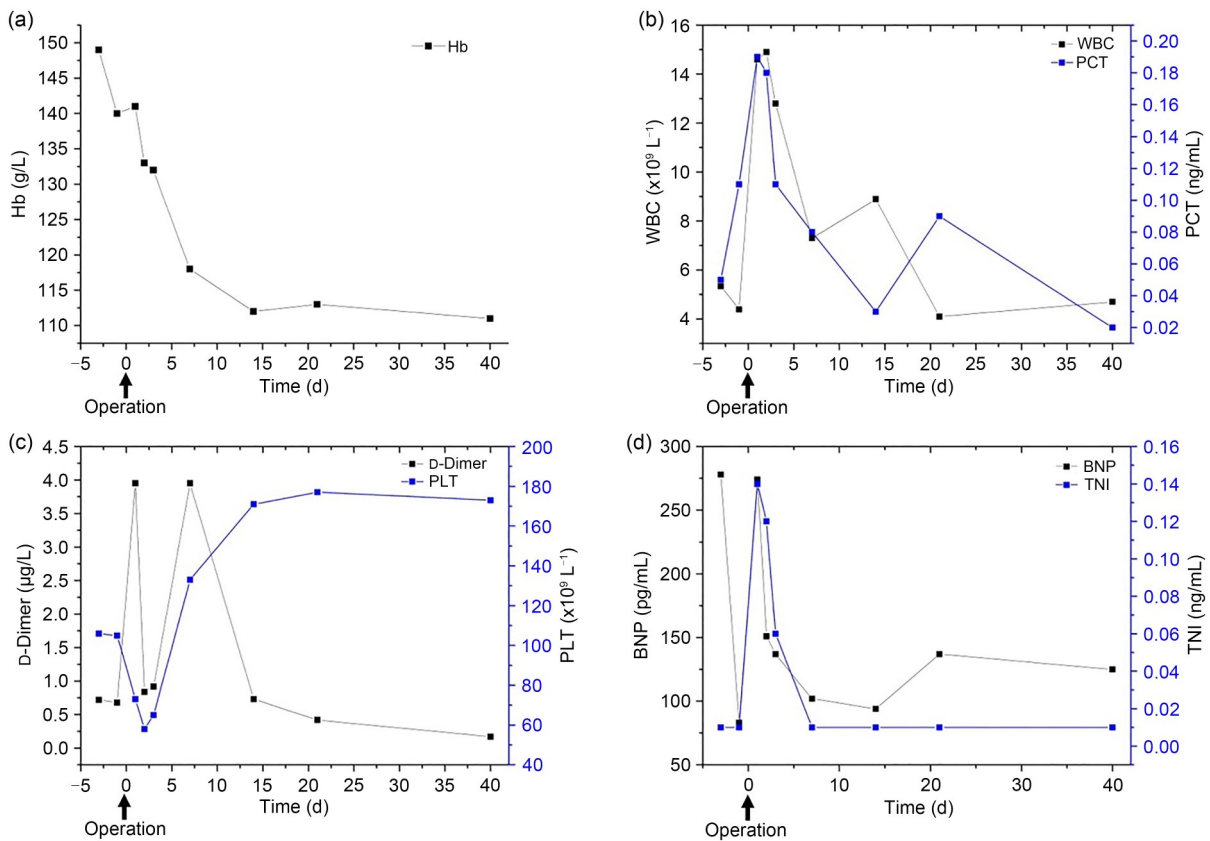 (a)
Hb
150
145
140
135
130
125
120
115
110
Hb (g/L)
−5 0 5 10 15 20 25 30 35 40
Time (d)
Operation
(b)
WBC
PCT
16
14
12
10
8
6
4
WBC (x10⁹ L⁻¹)
0.20
0.18
0.16
0.14
0.12
0.10
0.08
0.06
0.04
0.02
PCT (ng/mL)
−5 0 5 10 15 20 25 30 35 40
Time (d)
Operation
(c)
D-Dimer
PLT
4.5
4.0
3.5
3.0
2.5
2.0
1.5
1.0
0.5
0.0
D-Dimer (μg/L)
200
180
160
140
120
100
80
60
40
PLT (x10⁹ L⁻¹)
−5 0 5 10 15 20 25 30 35 40
Time (d)
Operation
(d)
BNP
TNI
300
250
200
150
100
50
BNP (pg/mL)
0.16
0.14
0.12
0.10
0.08
0.06
0.04
0.02
0.00
TNI (ng/mL)
−5 0 5 10 15 20 25 30 35 40
Time (d)
Operation